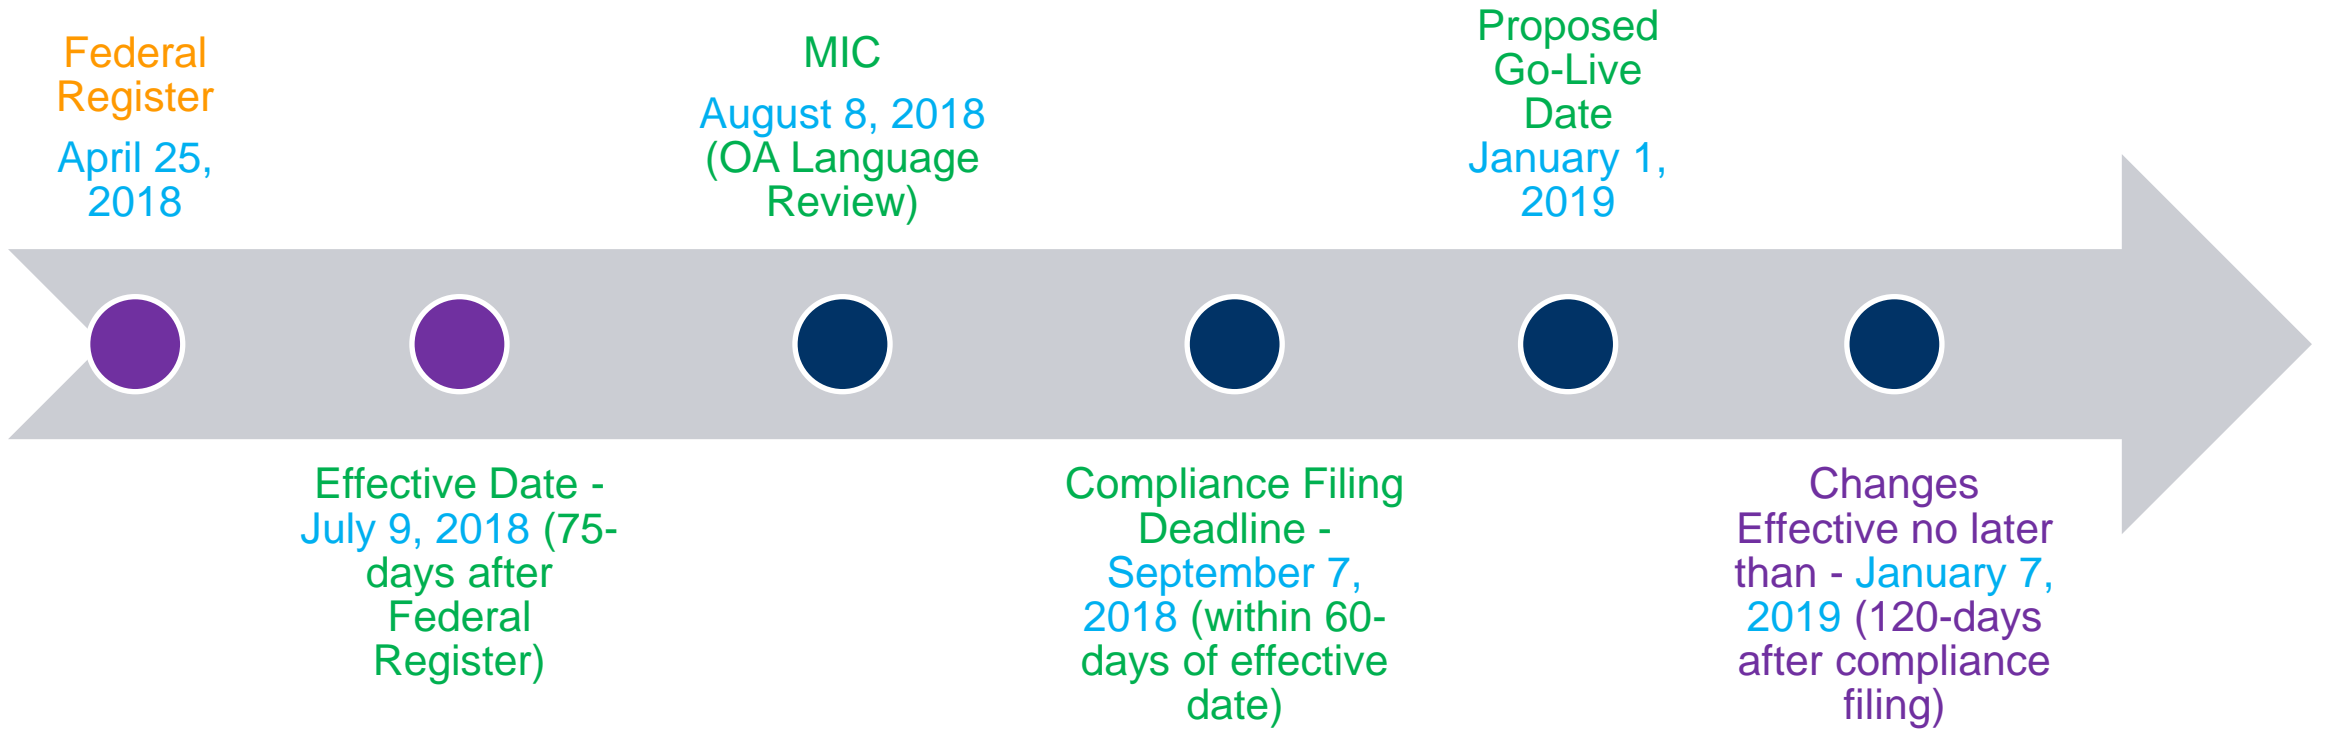 Federal
Register
April 25,
2018
Effective Date -
July 9, 2018 (75-
days after
Federal
Register)
MIC
August 8, 2018
(OA Language
Review)
Compliance Filing
Deadline -
September 7,
2018 (within 60-
days of effective
date)
Proposed
Go-Live
Date
January 1,
2019
Changes
Effective no later
than - January 7,
2019 (120-days
after compliance
filing)